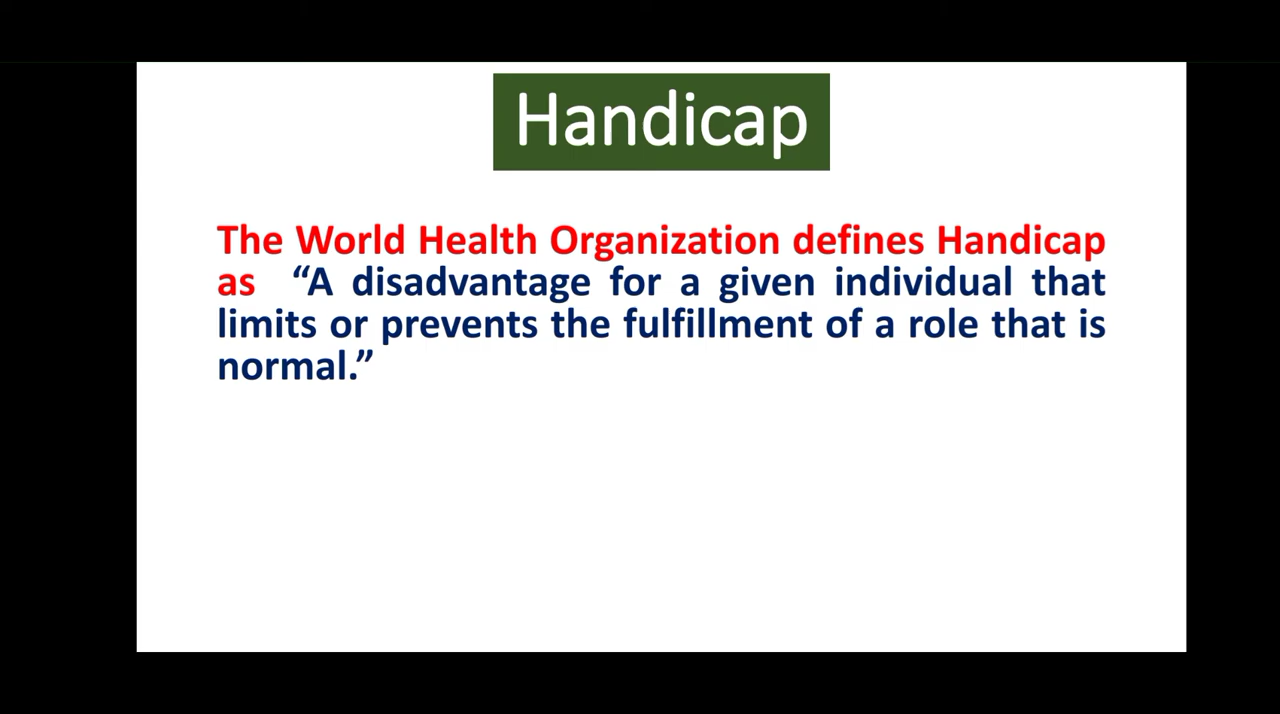 Handicap
The World Health Organization defines Handicap
as “A disadvantage for a given individual that
limits or prevents the fulfillment of a role that is
normal.”